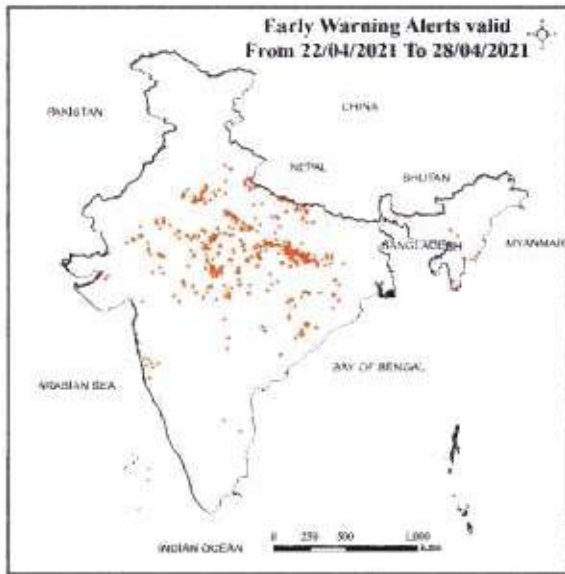 Early Warning Alerts valid
From 22/04/2021 To 28/04/2021
CHINA
PAKISTAN
NEPAL
BHUTAN
BANGLADESH
MYANMAR
BAY OF BENGAL
ARABIAN SEA
0 250 500 1,000
INDIAN OCEAN